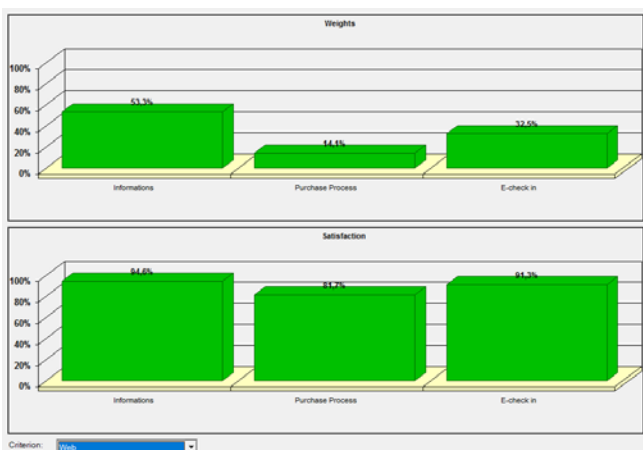 Weights
100%
80%
60%
40%
20%
0%
53,3%
14,1%
32,5%
Informations
Purchase Process
E-check in
Satisfaction
100%
80%
60%
40%
20%
0%
94,6%
81,7%
91,3%
Informations
Purchase Process
E-check in
Criterion: Web